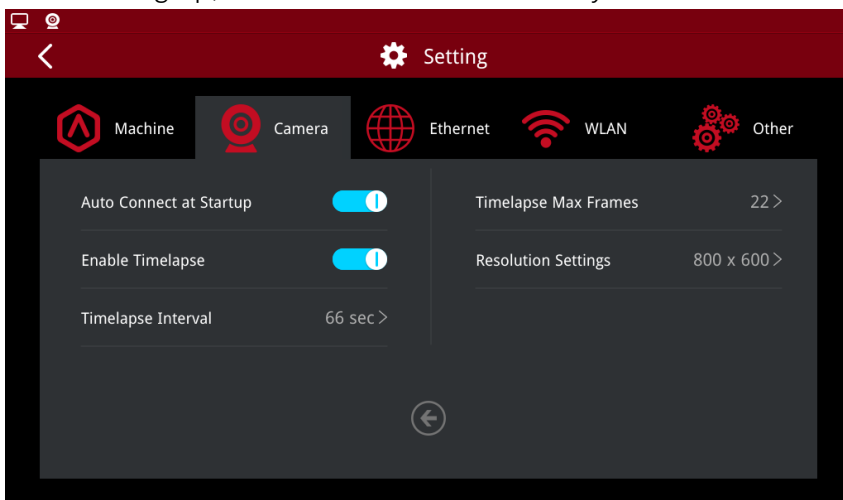 Setting
Machine
Camera
Ethernet
WLAN
Other
Auto Connect at Startup
Timelapse Max Frames 22 >
Enable Timelapse
Resolution Settings 800 x 600 >
Timelapse Interval 66 sec >